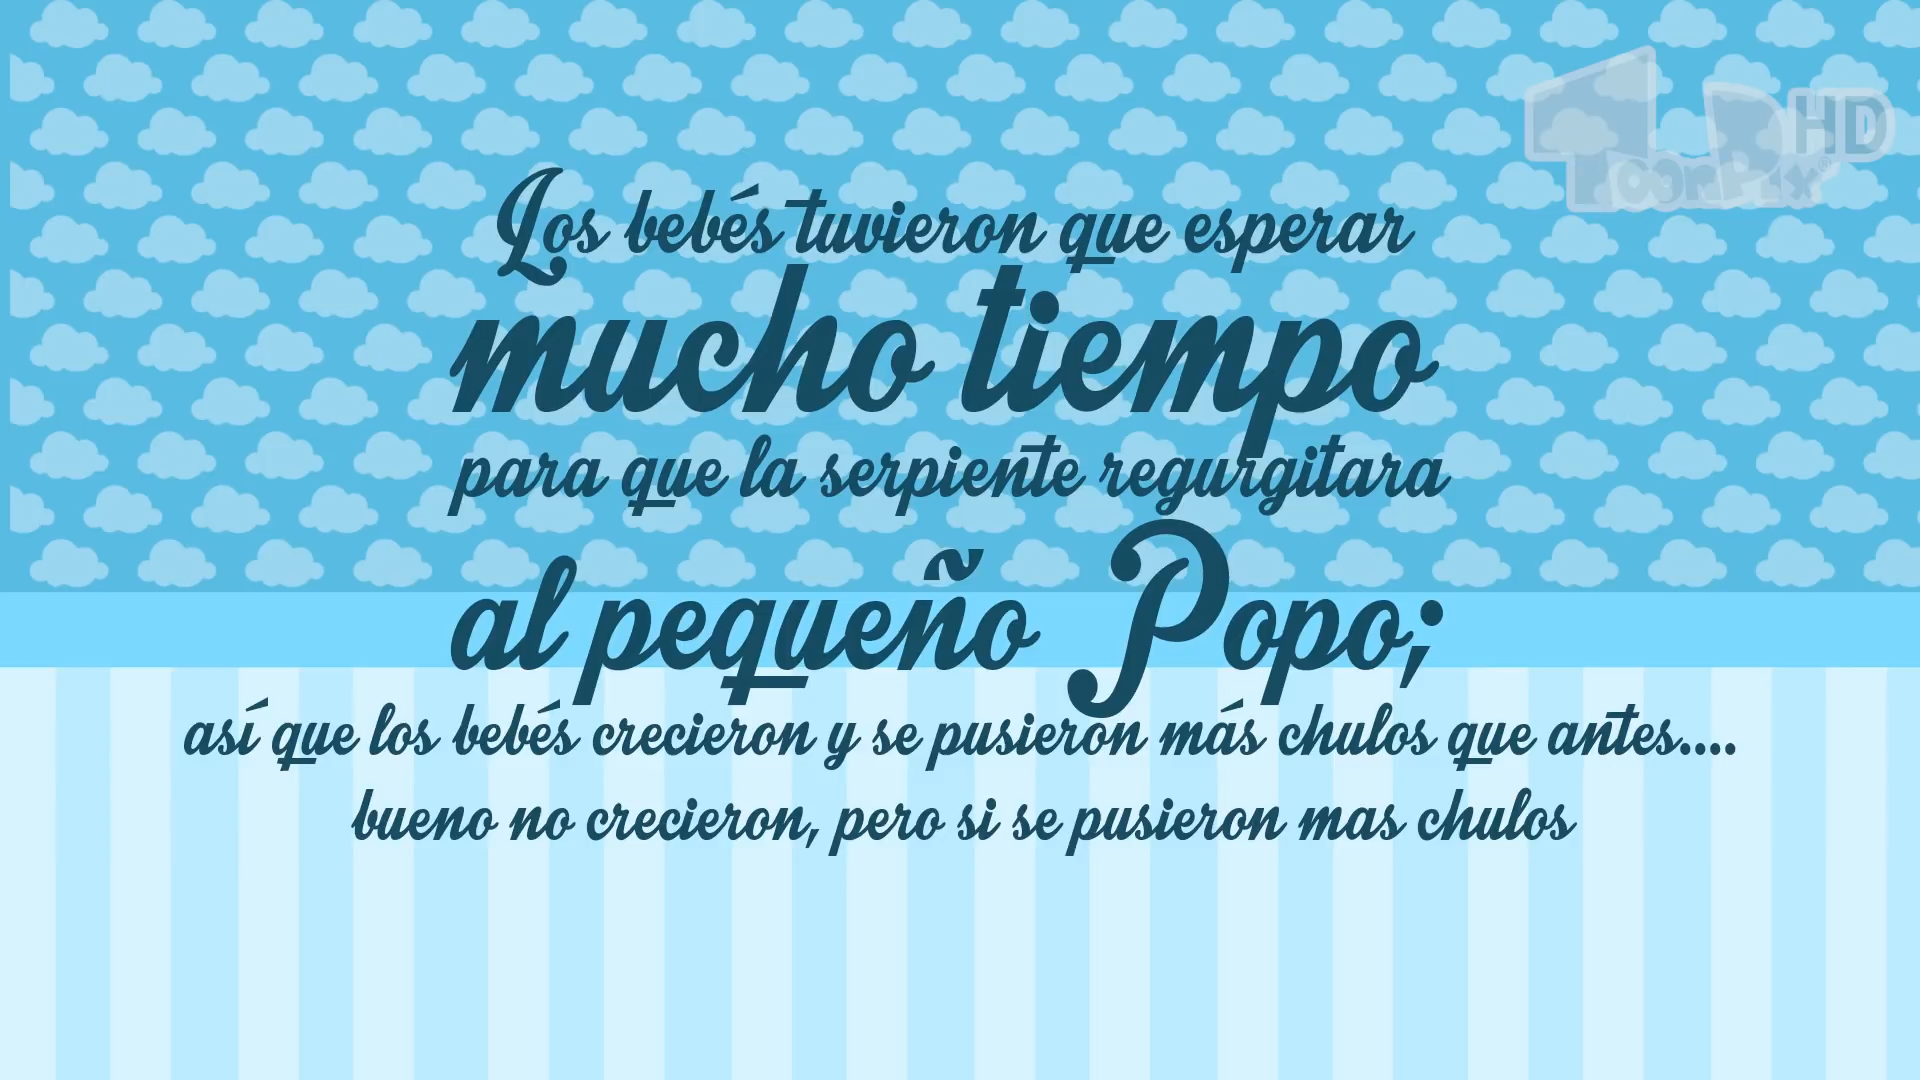 ToonPix HD
Los bebés tuvieron que esperar
mucho tiempo
para que la serpiente regurgitara
al pequeño Popo;
así que los bebés crecieron y se pusieron más chulos que antes....
bueno no crecieron, pero si se pusieron mas chulos